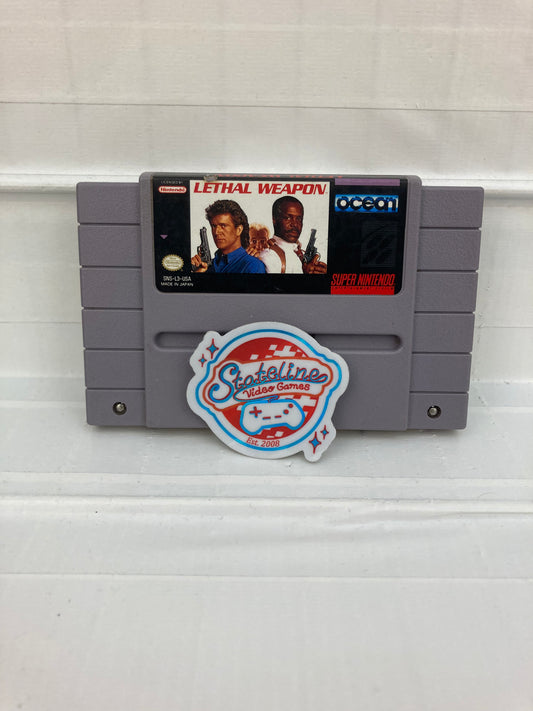 LICENSED BY
Nintendo
LETHAL WEAPON
ocean
SNS-L3-USA
MADE IN JAPAN
SUPER NINTENDO
Stateline
Video Games
Est. 2008